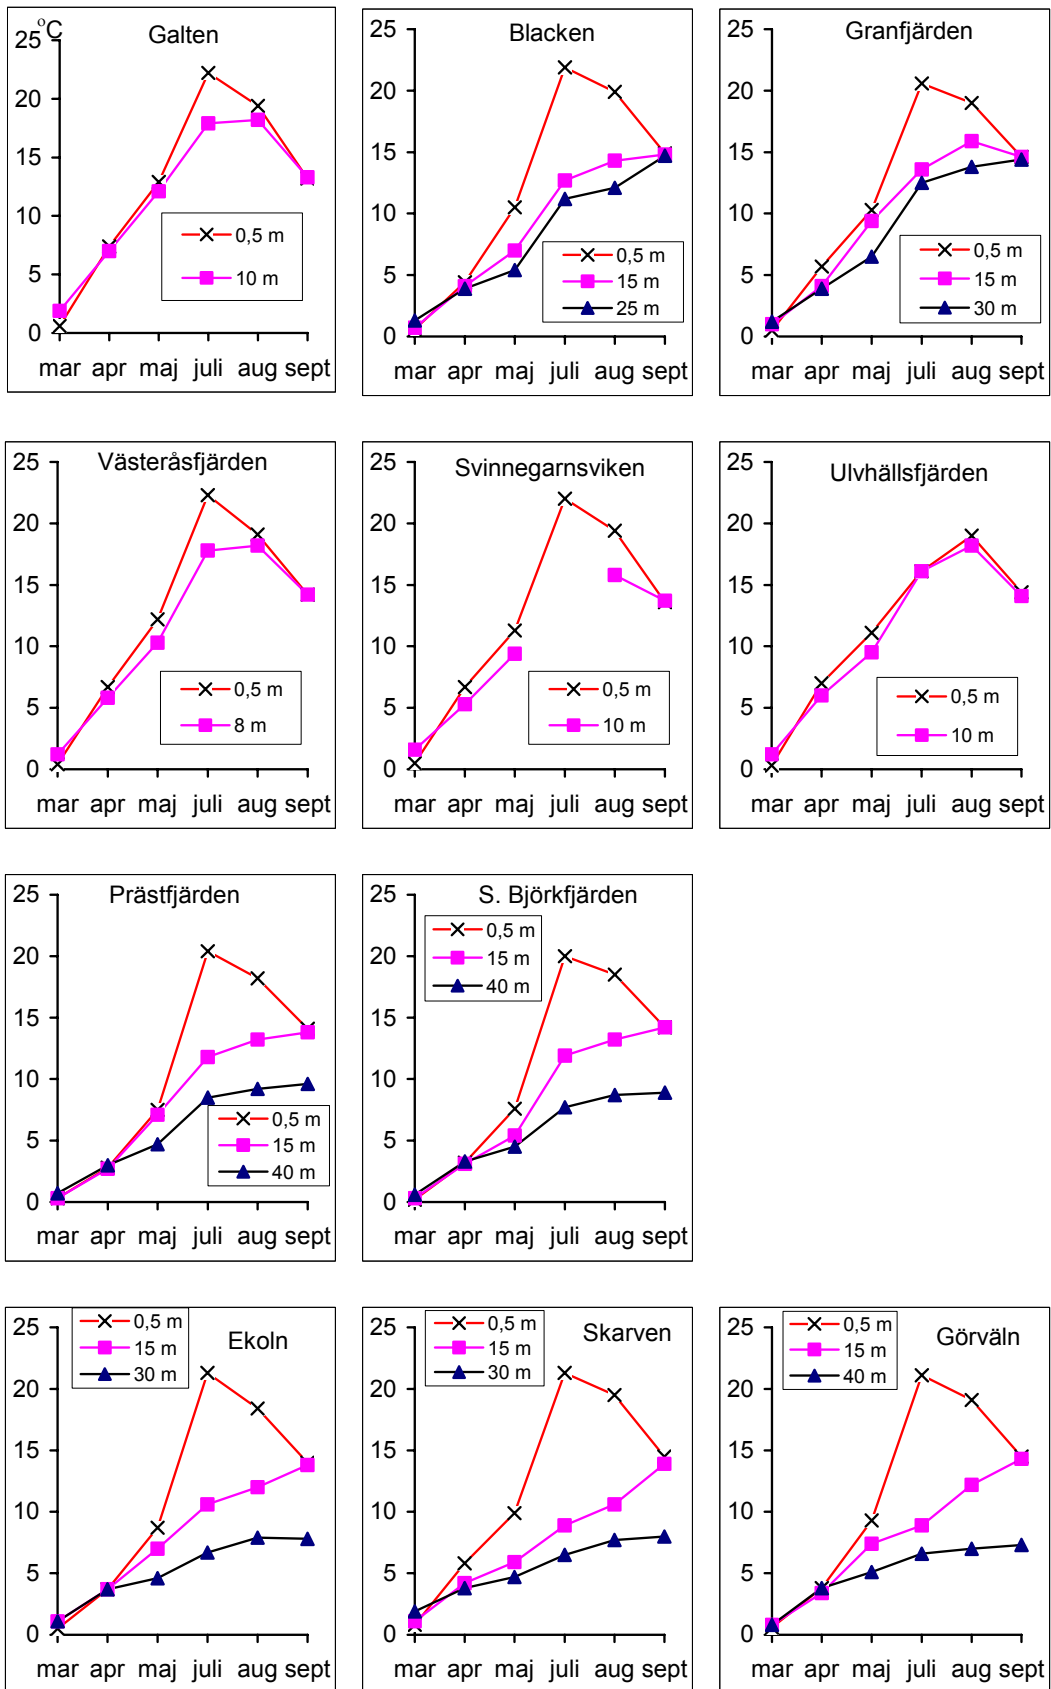 °C
Galten
25
20
15
10
5
0
0,5 m
10 m
mar apr maj juli aug sept
Blacken
25
20
15
10
5
0
0,5 m
15 m
25 m
mar apr maj juli aug sept
Granfjärden
25
20
15
10
5
0
0,5 m
15 m
30 m
mar apr maj juli aug sept
Västeråsfjärden
25
20
15
10
5
0
0,5 m
8 m
mar apr maj juli aug sept
Svinnegarnsviken
25
20
15
10
5
0
0,5 m
10 m
mar apr maj juli aug sept
Ulvhällsfjärden
25
20
15
10
5
0
0,5 m
10 m
mar apr maj juli aug sept
Prästfjärden
25
20
15
10
5
0
0,5 m
15 m
40 m
mar apr maj juli aug sept
S. Björkfjärden
25
20
15
10
5
0
0,5 m
15 m
40 m
mar apr maj juli aug sept
Ekoln
25
20
15
10
5
0
0,5 m
15 m
30 m
mar apr maj juli aug sept
Skarven
25
20
15
10
5
0
0,5 m
15 m
30 m
mar apr maj juli aug sept
Görväln
25
20
15
10
5
0
0,5 m
15 m
40 m
mar apr maj juli aug sept